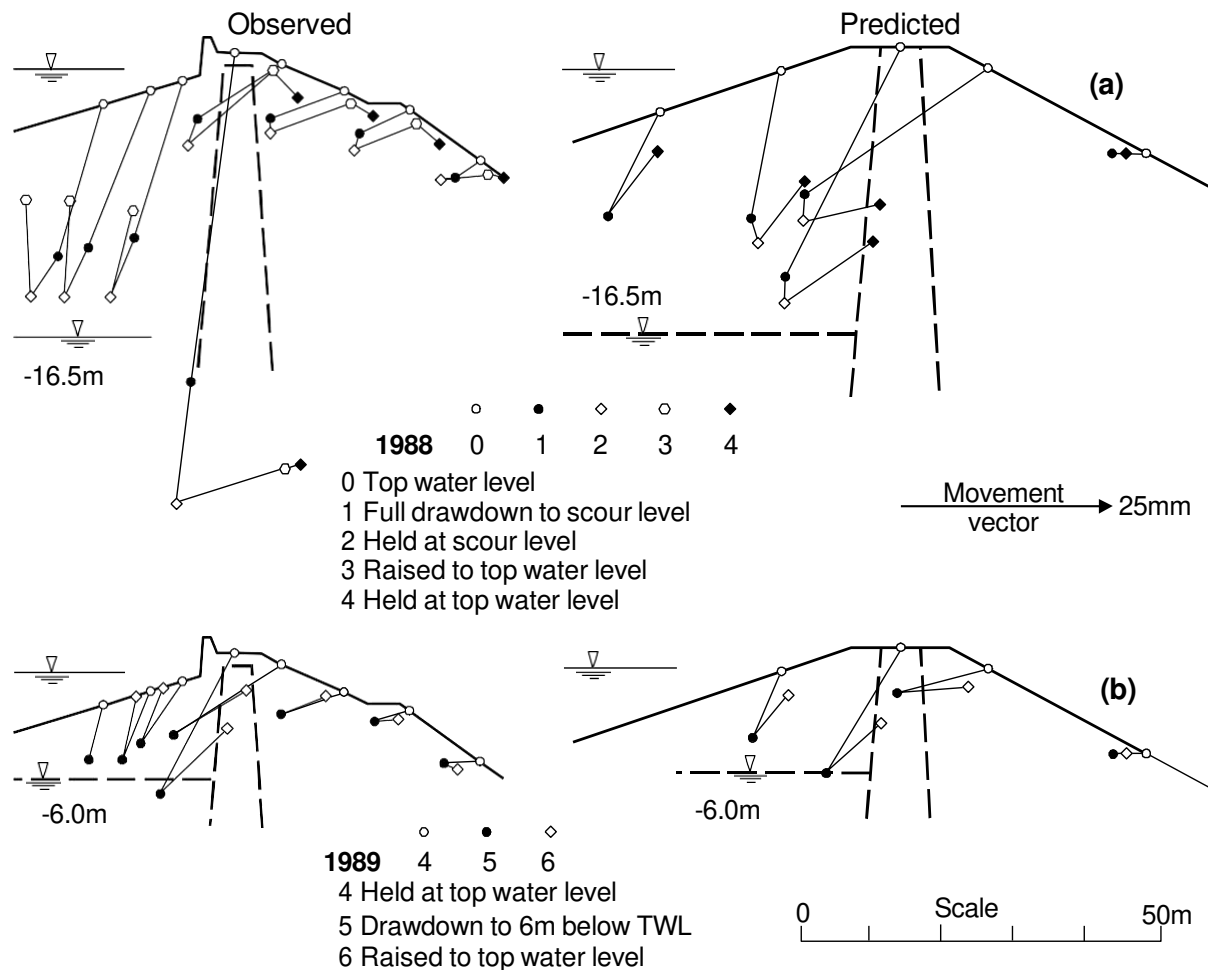 Observed
Predicted
(a)
-16.5m
-16.5m
1988 0 1 2 3 4
0 Top water level
1 Full drawdown to scour level
2 Held at scour level
3 Raised to top water level
4 Held at top water level
Movement
vector
25mm
(b)
-6.0m
-6.0m
1989 4 5 6
4 Held at top water level
5 Drawdown to 6m below TWL
6 Raised to top water level
0 Scale 50m